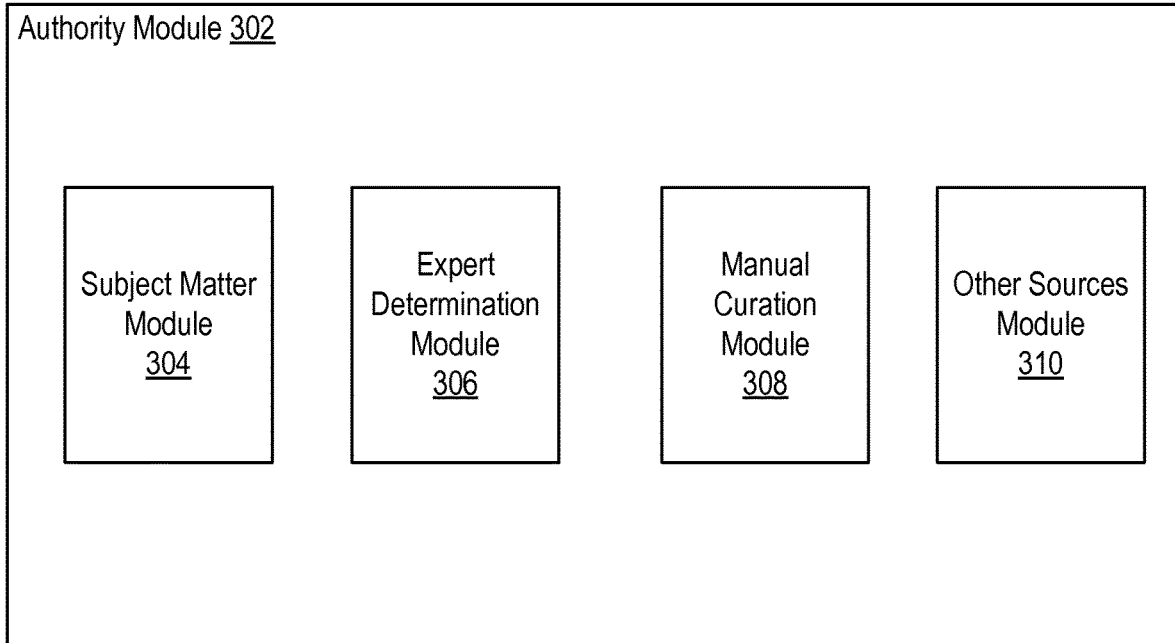 Authority Module 302
Subject Matter
Module
304
Expert
Determination
Module
306
Manual
Curation
Module
308
Other Sources
Module
310